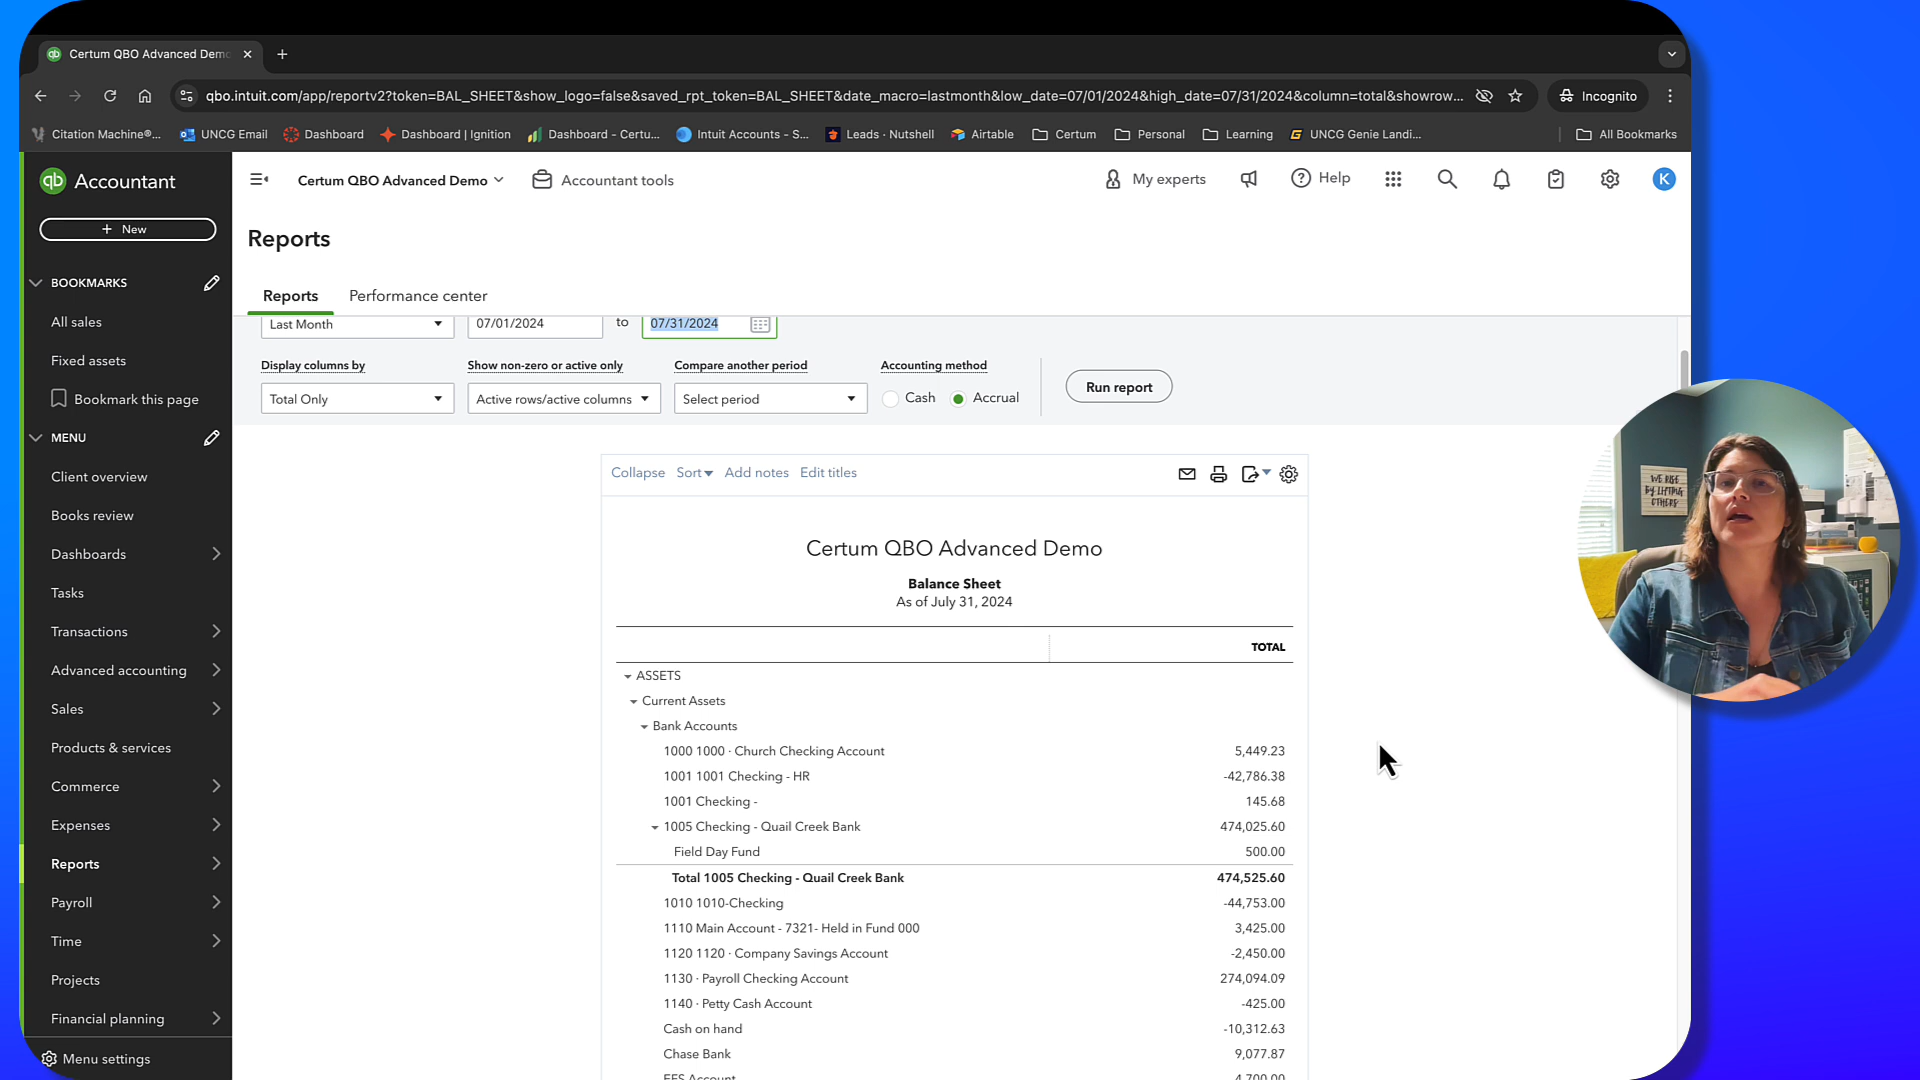 Certum QBO Advanced Demo
qbo.intuit.com/app/reportv2?token=BAL_SHEET&show_logo=false&saved_rpt_token=BAL_SHEET&date_macro=lastmonth&low_date=07/01/2024&high_date=07/31/2024&column=total&showrow... Incognito
Citation Machine®... UNCG Email Dashboard Dashboard | Ignition Dashboard - Certu... Intuit Accounts - S... Leads · Nutshell Airtable Certum Personal Learning UNCG Genie Landi... All Bookmarks
qb Accountant
Certum QBO Advanced Demo Accountant tools My experts Help K
+ New
Reports
BOOKMARKS
Reports Performance center
All sales
Last Month 07/01/2024 to 07/31/2024
Fixed assets
Display columns by Show non-zero or active only Compare another period Accounting method
Bookmark this page
Total Only Active rows/active columns Select period Cash Accrual Run report
MENU
Client overview
Books review
Dashboards
Tasks
Transactions
Advanced accounting
Sales
Products & services
Commerce
Expenses
Reports
Payroll
Time
Projects
Financial planning
Menu settings
Collapse Sort Add notes Edit titles
Certum QBO Advanced Demo
Balance Sheet
As of July 31, 2024
TOTAL
ASSETS
Current Assets
Bank Accounts
1000 1000 · Church Checking Account 5,449.23
1001 1001 Checking - HR -42,786.38
1001 Checking - 145.68
1005 Checking - Quail Creek Bank 474,025.60
Field Day Fund 500.00
Total 1005 Checking - Quail Creek Bank 474,525.60
1010 1010-Checking -44,753.00
1110 Main Account - 7321- Held in Fund 000 3,425.00
1120 1120 · Company Savings Account -2,450.00
1130 · Payroll Checking Account 274,094.09
1140 · Petty Cash Account -425.00
Cash on hand -10,312.63
Chase Bank 9,077.87
WE RISE
BY LIFTING
OTHERS